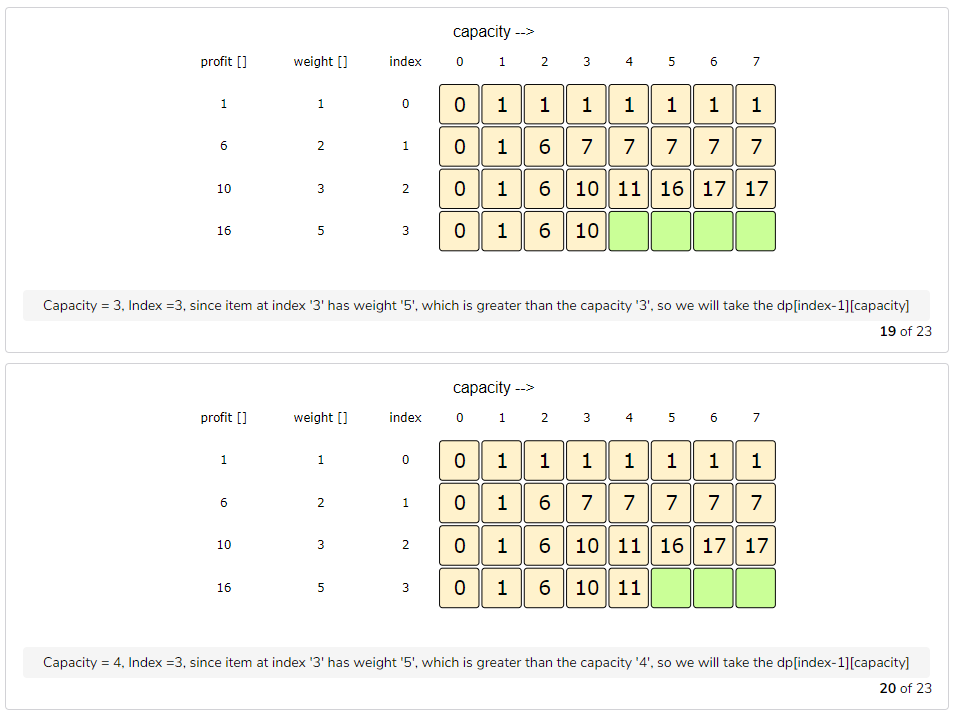 capacity -->
profit [] weight [] index 0 1 2 3 4 5 6 7
1 1 0 0 1 1 1 1 1 1 1
6 2 1 0 1 6 7 7 7 7 7
10 3 2 0 1 6 10 11 16 17 17
16 5 3 0 1 6 10
Capacity = 3, Index =3, since item at index '3' has weight '5', which is greater than the capacity '3', so we will take the dp[index-1][capacity]
19 of 23
capacity -->
profit [] weight [] index 0 1 2 3 4 5 6 7
1 1 0 0 1 1 1 1 1 1 1
6 2 1 0 1 6 7 7 7 7 7
10 3 2 0 1 6 10 11 16 17 17
16 5 3 0 1 6 10 11
Capacity = 4, Index =3, since item at index '3' has weight '5', which is greater than the capacity '4', so we will take the dp[index-1][capacity]
20 of 23